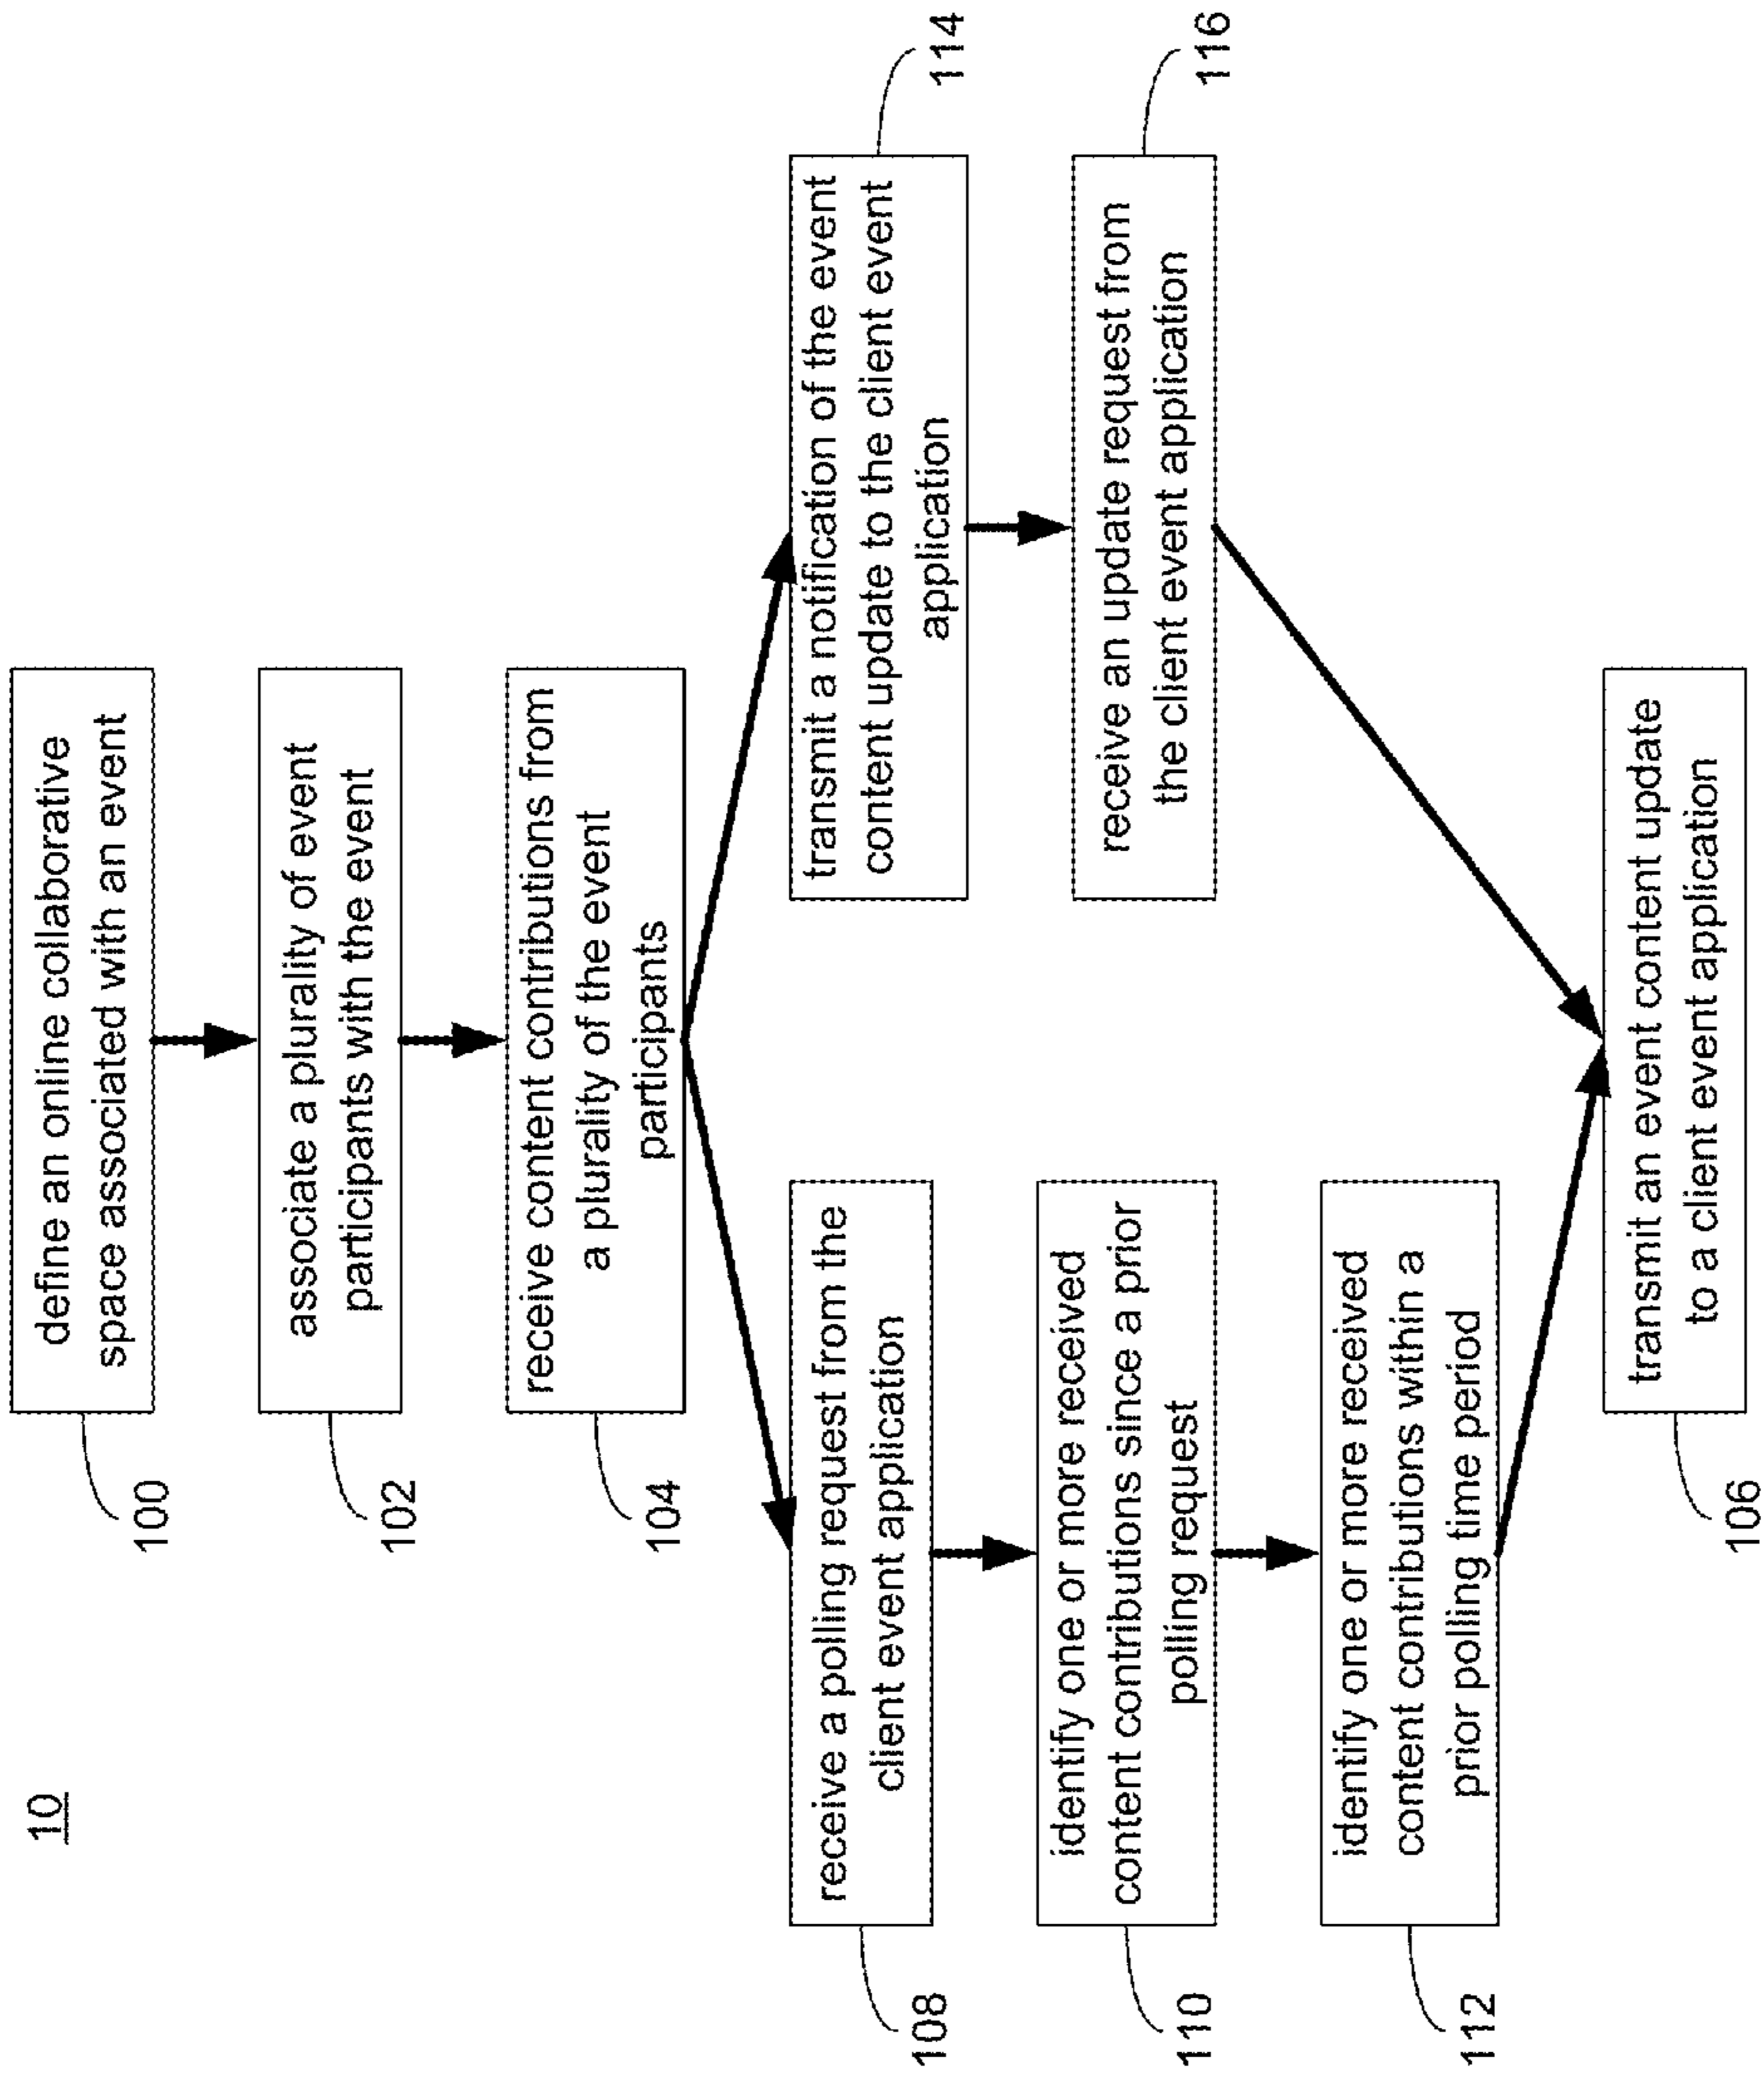 10
define an online collaborative
space associated with an event
100
associate a plurality of event
participants with the event
102
receive content contributions from
a plurality of the event
participants
104
receive a polling request from the
client event application
108
identify one or more received
content contributions since a prior
polling request
110
identify one or more received
content contributions within a
prior polling time period
112
transmit a notification of the event
content update to the client event
application
114
receive an update request from
the client event application
116
transmit an event content update
to a client event application
106